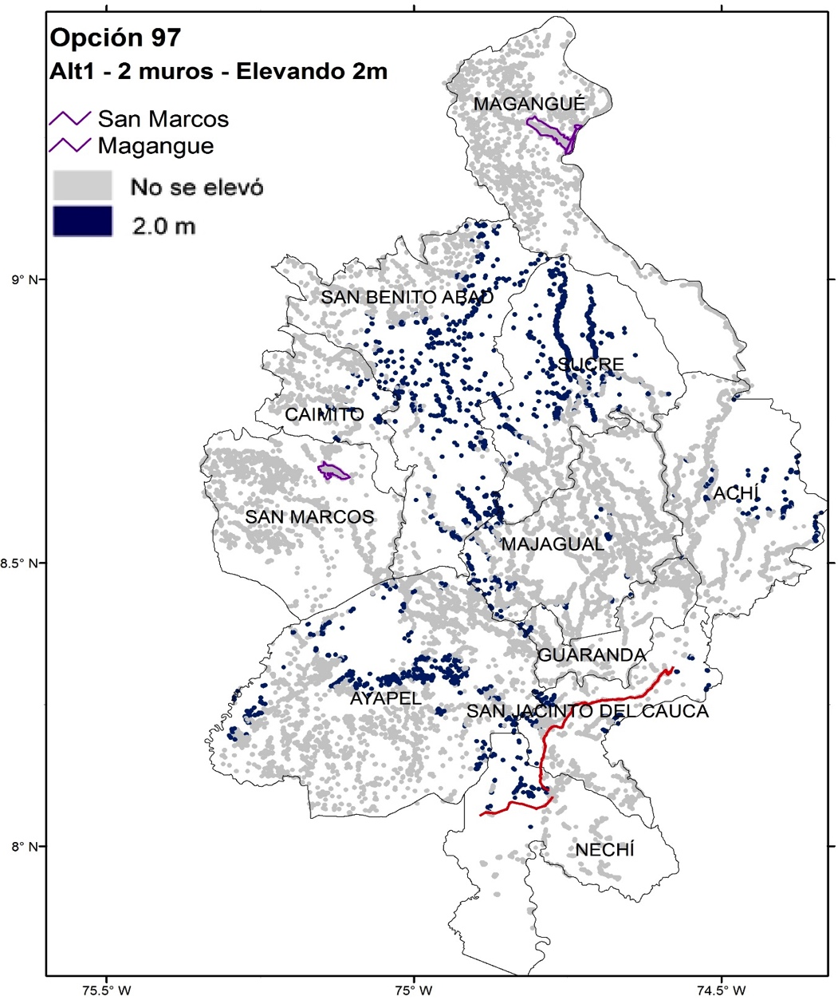 Opción 97
Alt1 - 2 muros - Elevando 2m
San Marcos
Magangue
No se elevó
2.0 m
MAGANGUÉ
9° N
SAN BENITO ABAD
SUCRE
CAIMITO
ACHÍ
SAN MARCOS
MAJAGUAL
8.5° N
GUARANDA
AYAPEL
SAN JACINTO DEL CAUCA
8° N
NECHÍ
75.5° W
75° W
74.5° W